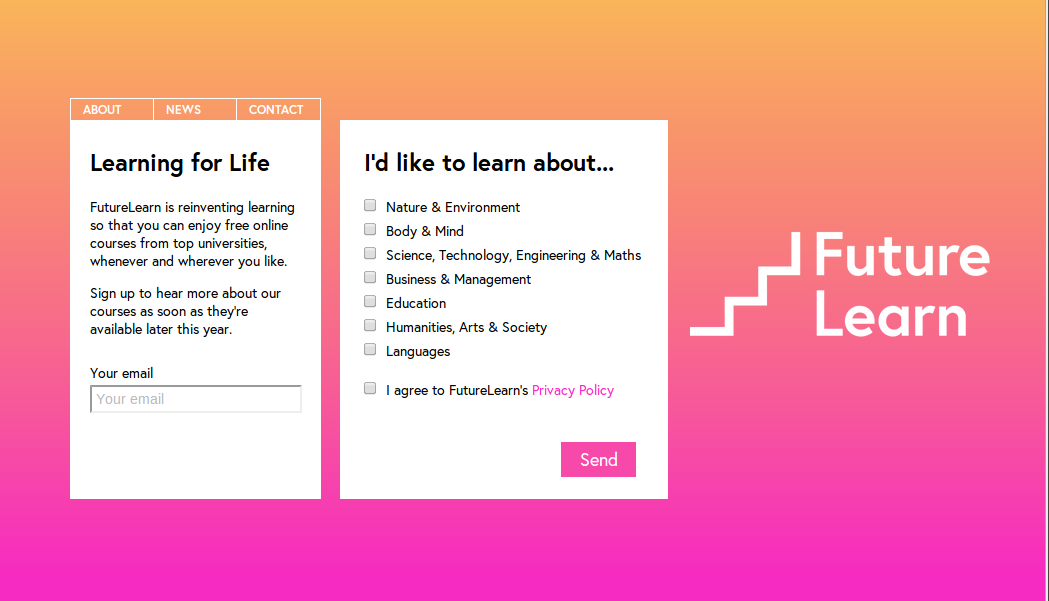 ABOUT NEWS CONTACT
Learning for Life
FutureLearn is reinventing learning
so that you can enjoy free online
courses from top universities,
whenever and wherever you like.
Sign up to hear more about our
courses as soon as they're
available later this year.
Your email
Your email
I'd like to learn about...
Nature & Environment
Body & Mind
Science, Technology, Engineering & Maths
Business & Management
Education
Humanities, Arts & Society
Languages
I agree to FutureLearn's Privacy Policy
Send
Future
Learn